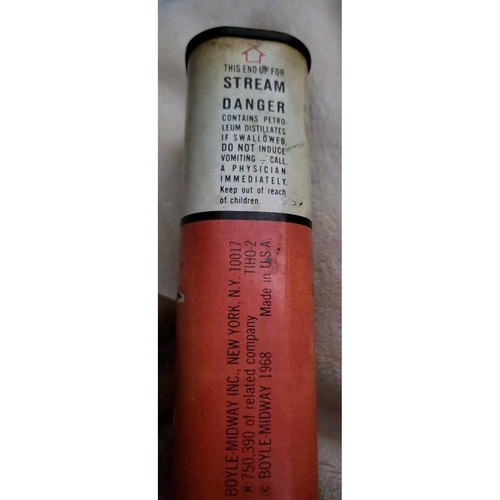 THIS END UP FOR
STREAM
DANGER
CONTAINS PETRO
LEUM DISTILLATES
IF SWALLOWED,
DO NOT INDUCE
VOMITING – CALL
A PHYSICIAN
IMMEDIATELY.
Keep out of reach
of children.
BOYLE-MIDWAY INC., NEW YORK, N.Y. 10017
750,390 of related company TIHO-2
© BOYLE-MIDWAY 1968 Made in U.S.A.